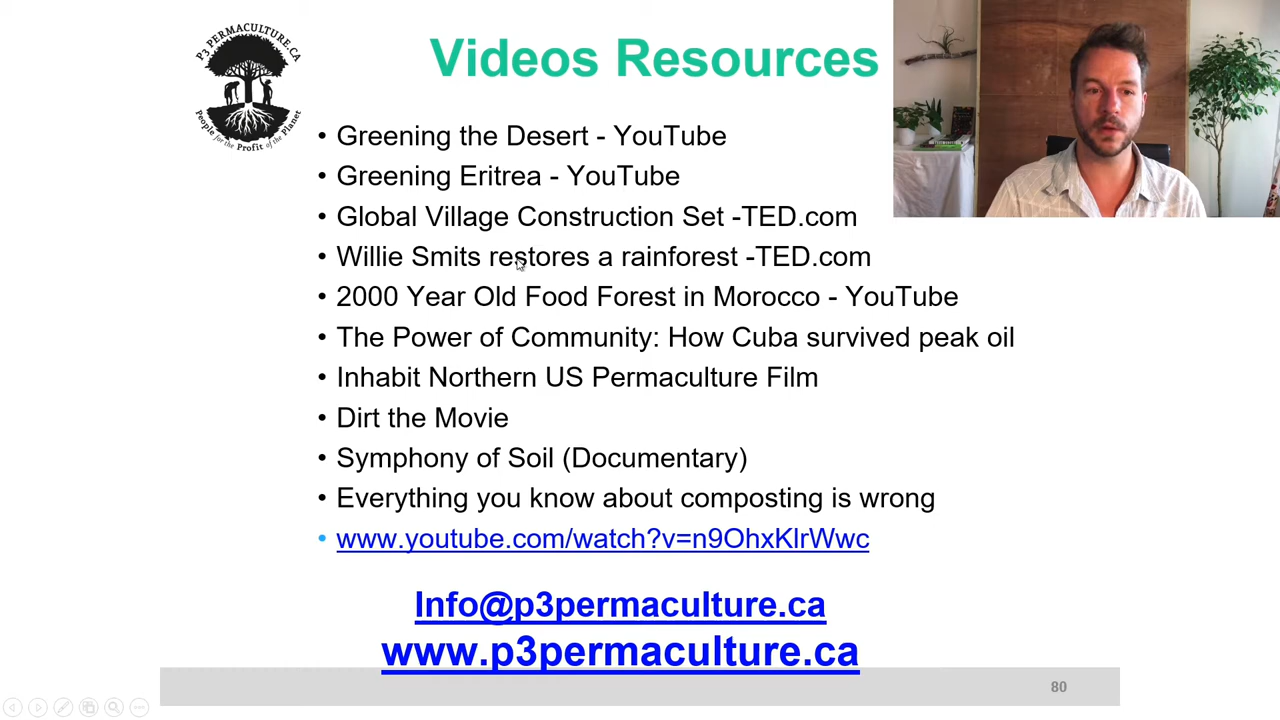 P3 PERMACULTURE.CA
People for the Profit of the Planet
Videos Resources
• Greening the Desert - YouTube
• Greening Eritrea - YouTube
• Global Village Construction Set -TED.com
• Willie Smits restores a rainforest -TED.com
• 2000 Year Old Food Forest in Morocco - YouTube
• The Power of Community: How Cuba survived peak oil
• Inhabit Northern US Permaculture Film
• Dirt the Movie
• Symphony of Soil (Documentary)
• Everything you know about composting is wrong
• www.youtube.com/watch?v=n9OhxKlrWwc
Info@p3permaculture.ca
www.p3permaculture.ca
80